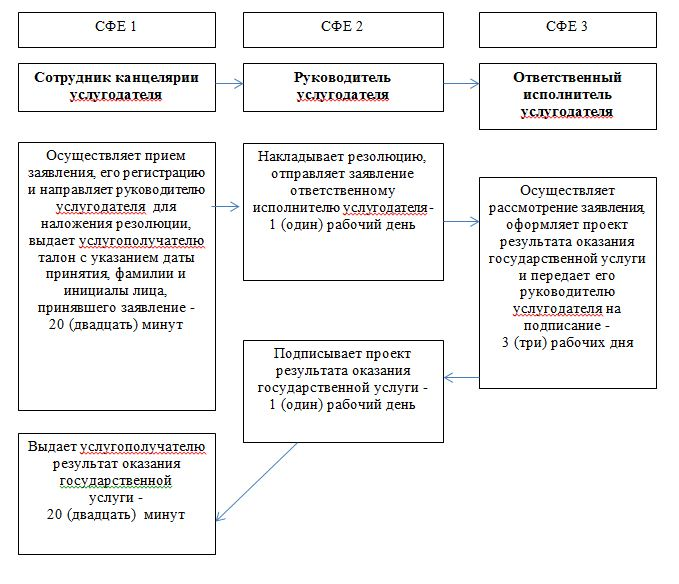 СФЕ 1
СФЕ 2
СФЕ 3
Сотрудник канцелярии
услугодателя
Руководитель
услугодателя
Ответственный
исполнитель
услугодателя
Осуществляет прием
заявления, его регистрацию
и направляет руководителю
услугодателя для
наложения резолюции,
выдает услугополучателю
талон с указанием даты
принятия, фамилии и
инициалы лица,
принявшего заявление -
20 (двадцать) минут
Накладывает резолюцию,
отправляет заявление
ответственному
исполнителю услугодателя-
1 (один) рабочий день
Осуществляет
рассмотрение заявления,
оформляет проект
результата оказания
государственной услуги
и передает его
руководителю
услугодателя на
подписание -
3 (три) рабочих дня
Подписывает проект
результата оказания
государственной услуги -
1 (один) рабочий день
Выдает услугополучателю
результат оказания
государственной
услуги -
20 (двадцать) минут